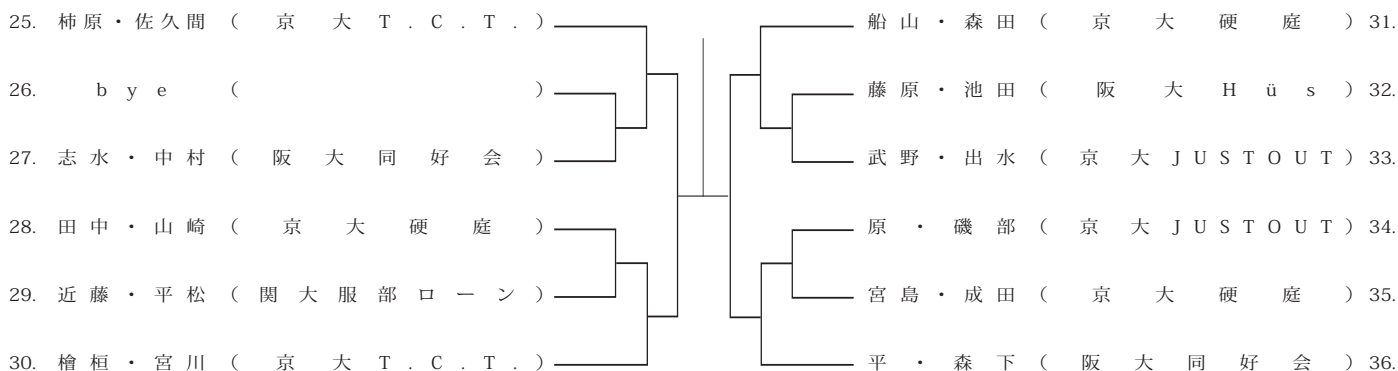 25. 柿原・佐久間（京大T.C.T.）
26. bye（　）
27. 志水・中村（阪大同好会）
28. 田中・山崎（京大硬庭）
29. 近藤・平松（関大服部ローン）
30. 檜垣・宮川（京大T.C.T.）
船山・森田（京大硬庭）31.
藤原・池田（阪大Hüs）32.
武野・出水（京大JUSTOUT）33.
原・磯部（京大JUSTOUT）34.
宮島・成田（京大硬庭）35.
平・森下（阪大同好会）36.